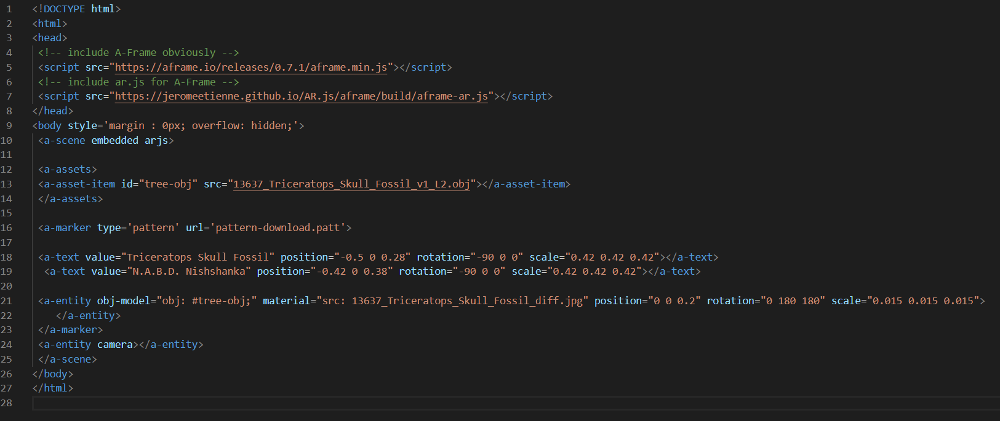 1 <!DOCTYPE html>
2 <html>
3 <head>
4 <!-- include A-Frame obviously -->
5 <script src="https://aframe.io/releases/0.7.1/aframe.min.js"></script>
6 <!-- include ar.js for A-Frame -->
7 <script src="https://jeromeetienne.github.io/AR.js/aframe/build/aframe-ar.js"></script>
8 </head>
9 <body style='margin : 0px; overflow: hidden;'>
10 <a-scene embedded arjs>
11
12 <a-assets>
13 <a-asset-item id="tree-obj" src="13637_Triceratops_Skull_Fossil_v1_L2.obj"></a-asset-item>
14 </a-assets>
15
16 <a-marker type='pattern' url='pattern-download.patt'>
17
18 <a-text value="Triceratops Skull Fossil" position="-0.5 0 0.28" rotation="-90 0 0" scale="0.42 0.42 0.42"></a-text>
19 <a-text value="N.A.B.D. Nishshanka" position="-0.42 0 0.38" rotation="-90 0 0" scale="0.42 0.42 0.42"></a-text>
20
21 <a-entity obj-model="obj: #tree-obj;" material="src: 13637_Triceratops_Skull_Fossil_diff.jpg" position="0 0 0.2" rotation="0 180 180" scale="0.015 0.015 0.015">
22 </a-entity>
23 </a-marker>
24 <a-entity camera></a-entity>
25 </a-scene>
26 </body>
27 </html>
28